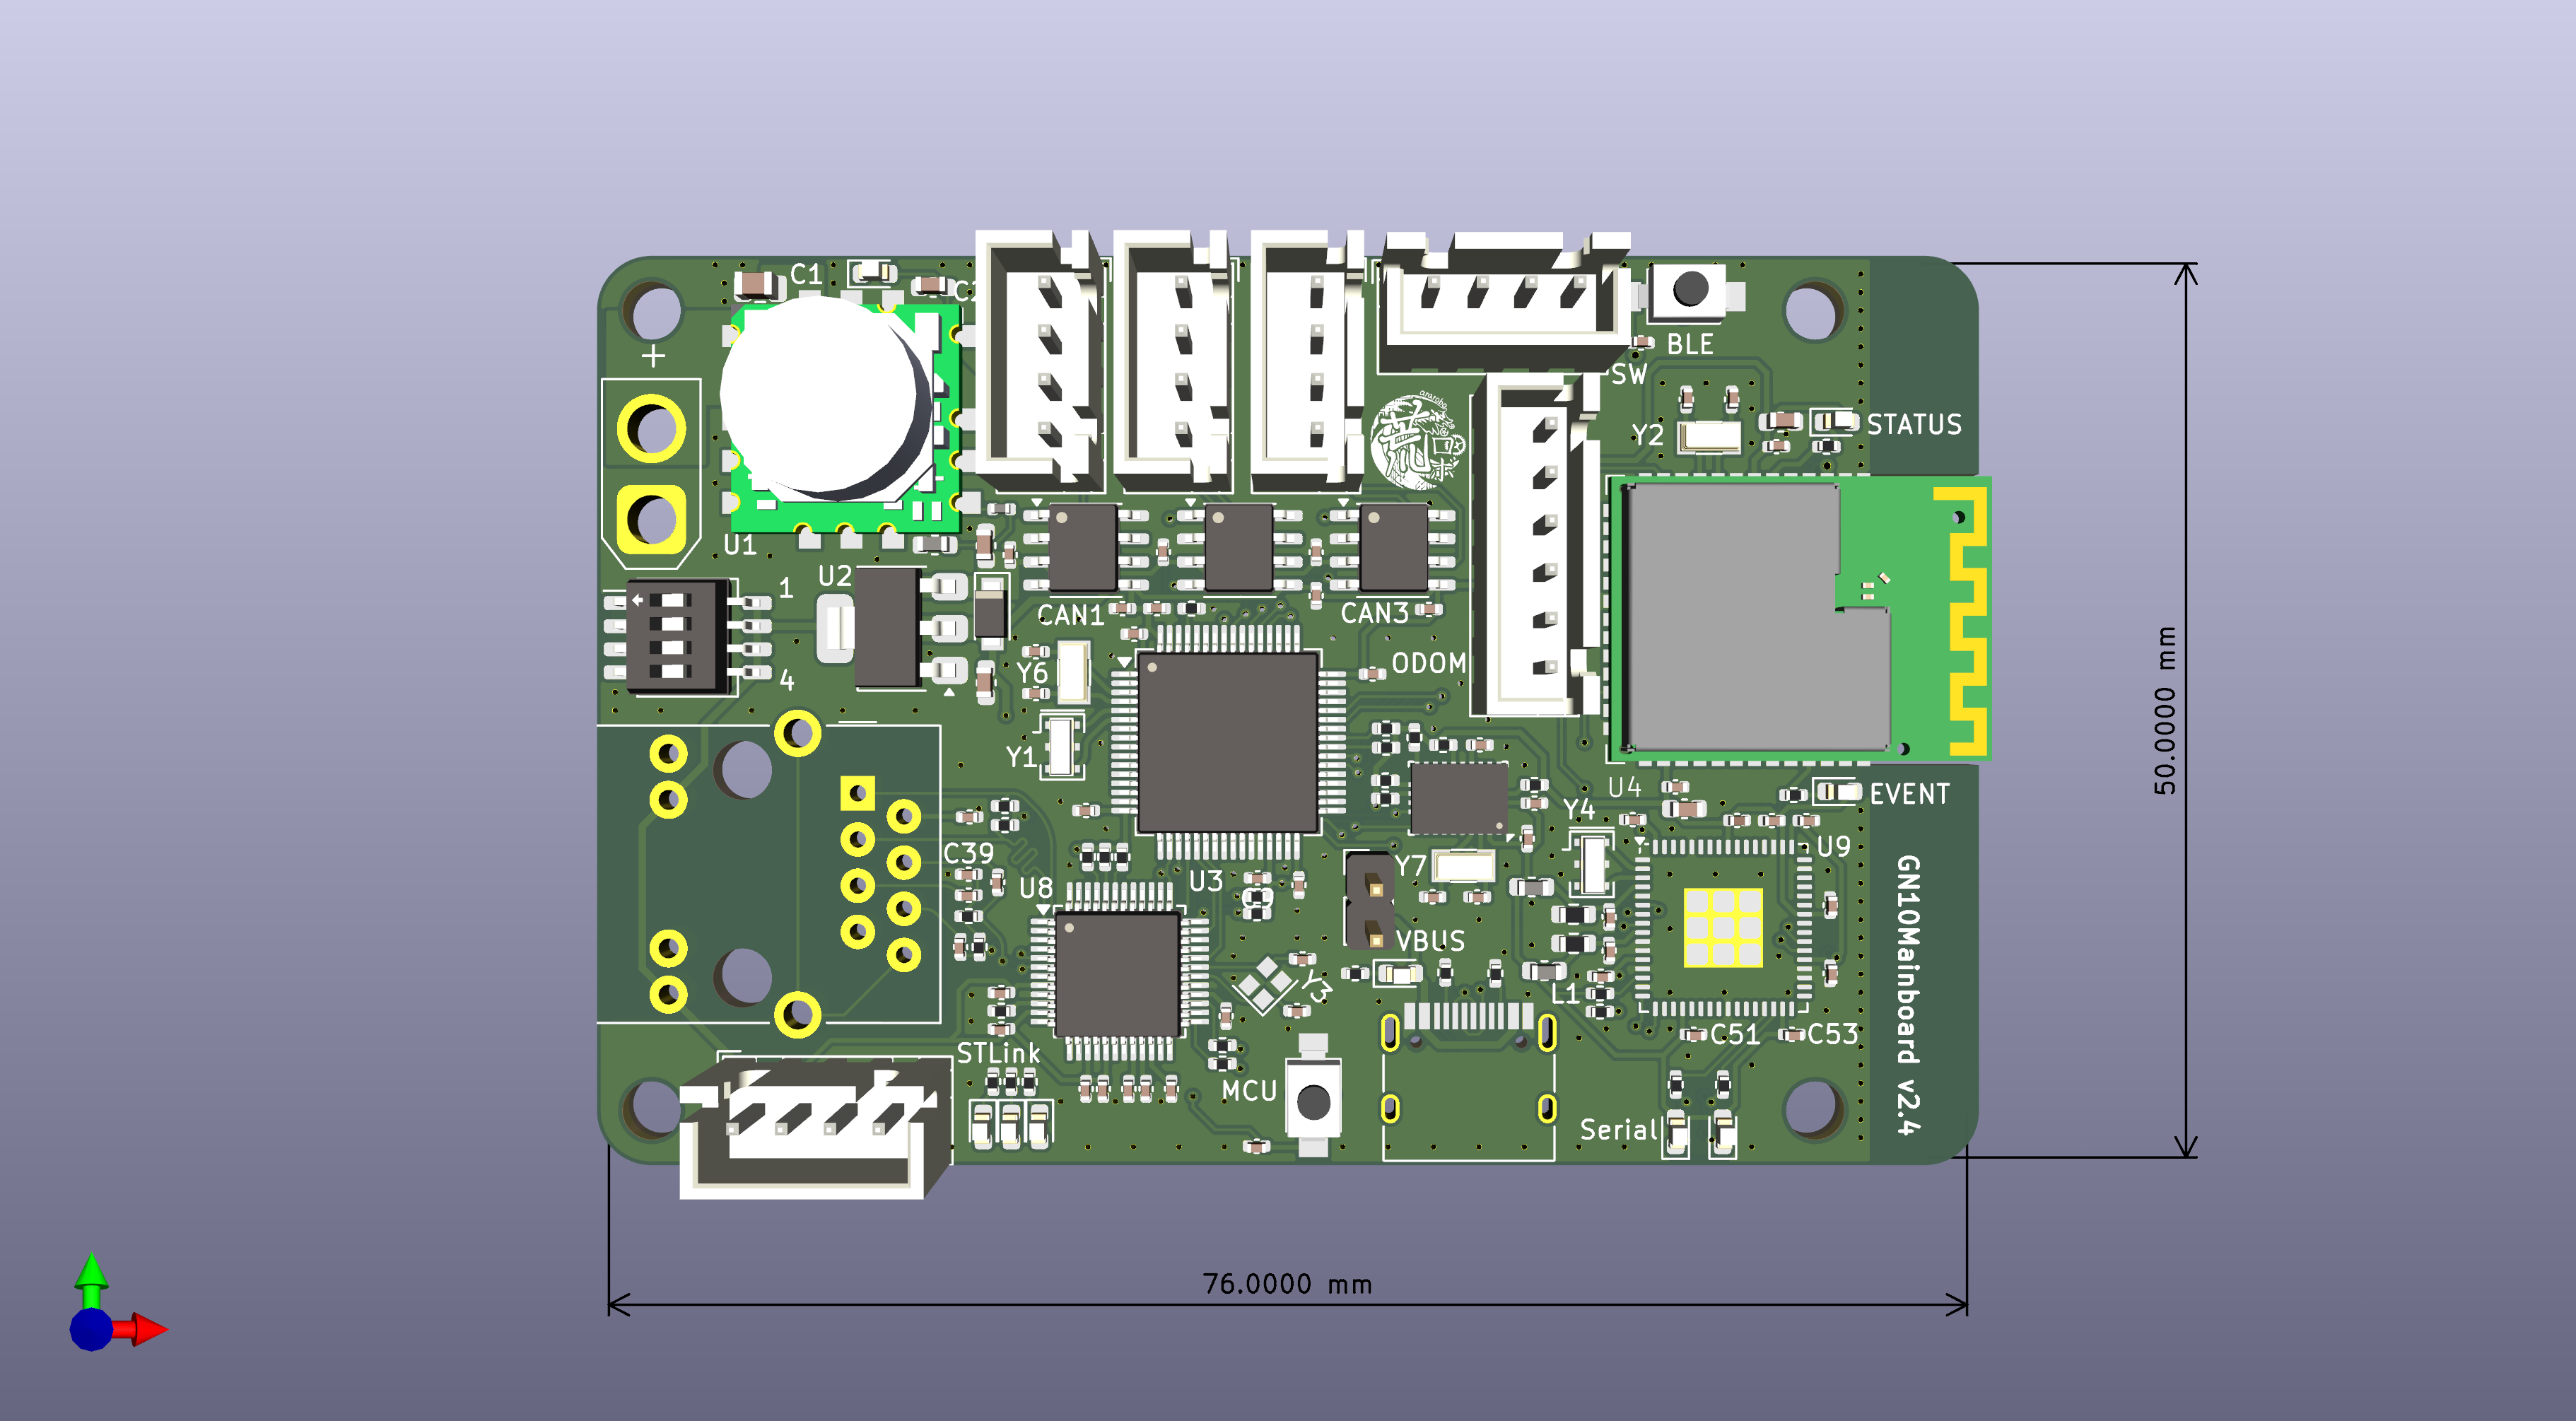 C1
+
BLE
SW
STATUS
Y2
U1
U2
1
4
CAN1
CAN3
Y6
ODOM
Y1
U4
EVENT
Y4
U9
C39
U8
U3
Y7
VBUS
Y3
L1
C51
C53
STLink
MCU
Serial
GN10Mainboard v2.4
50.0000 mm
76.0000 mm